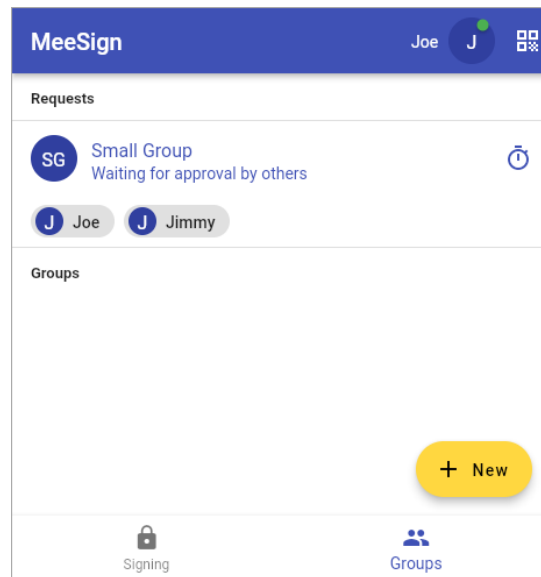 MeeSign
Joe J
Requests
SG
Small Group
Waiting for approval by others
J Joe J Jimmy
Groups
+ New
Signing
Groups